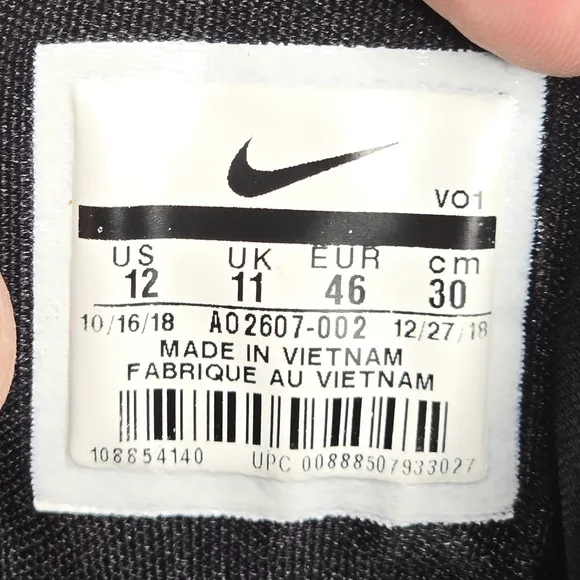 VO1
US UK EUR cm
12 11 46 30
10/16/18 AO2607-002 12/27/18
MADE IN VIETNAM
FABRIQUE AU VIETNAM
108854140 UPC 00888507933027